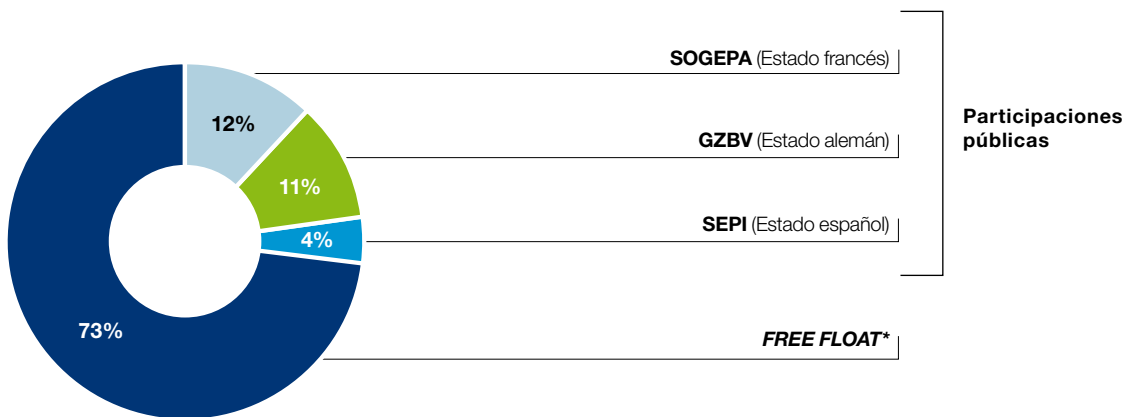 SOGEPA (Estado francés)
12%
Participaciones
públicas
GZBV (Estado alemán)
11%
SEPI (Estado español)
4%
73%
FREE FLOAT*